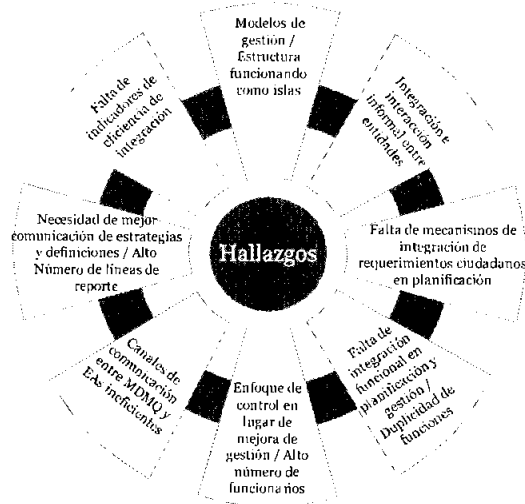 Modelos de
gestión /
Estructura
funcionando
como islas
Integración e
interacción
informal entre
entidades
Falta de mecanismos de
integración de
requerimientos ciudadanos
en planificación
Falta de
integración
funcional en
planificación y
gestión /
Duplicidad de
funciones
Enfoque de
control en
lugar de
mejora de
gestión / Alto
número de
funcionarios
Canales de
comunicación
entre MDMQ y
EAs ineficientes
Necesidad de mejor
comunicación de estrategias
y definiciones / Alto
Número de líneas de
reporte
Falta de
indicadores de
eficiencia de
integración
Hallazgos